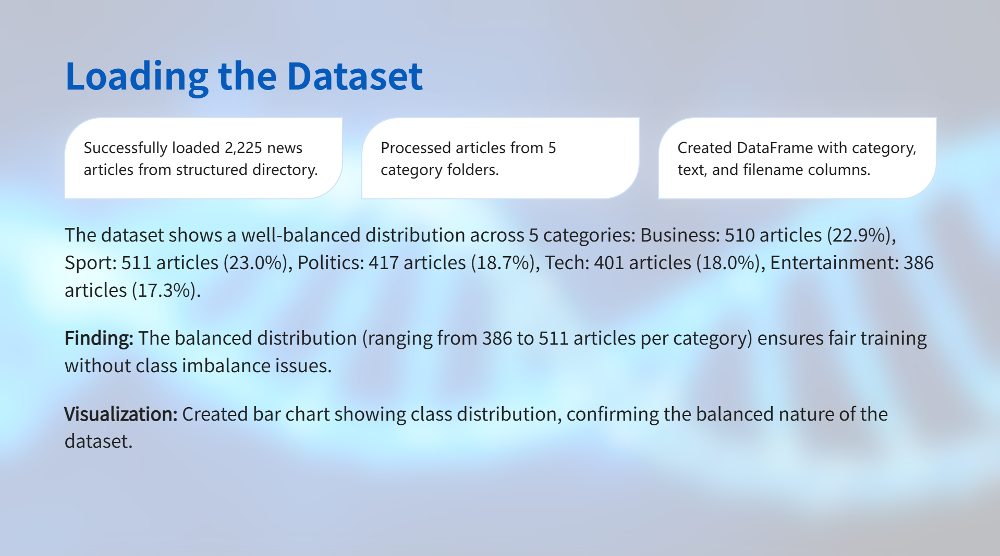 Loading the Dataset
Successfully loaded 2,225 news
articles from structured directory.
Processed articles from 5
category folders.
Created DataFrame with category,
text, and filename columns.
The dataset shows a well-balanced distribution across 5 categories: Business: 510 articles (22.9%),
Sport: 511 articles (23.0%), Politics: 417 articles (18.7%), Tech: 401 articles (18.0%), Entertainment: 386
articles (17.3%).
Finding: The balanced distribution (ranging from 386 to 511 articles per category) ensures fair training
without class imbalance issues.
Visualization: Created bar chart showing class distribution, confirming the balanced nature of the
dataset.